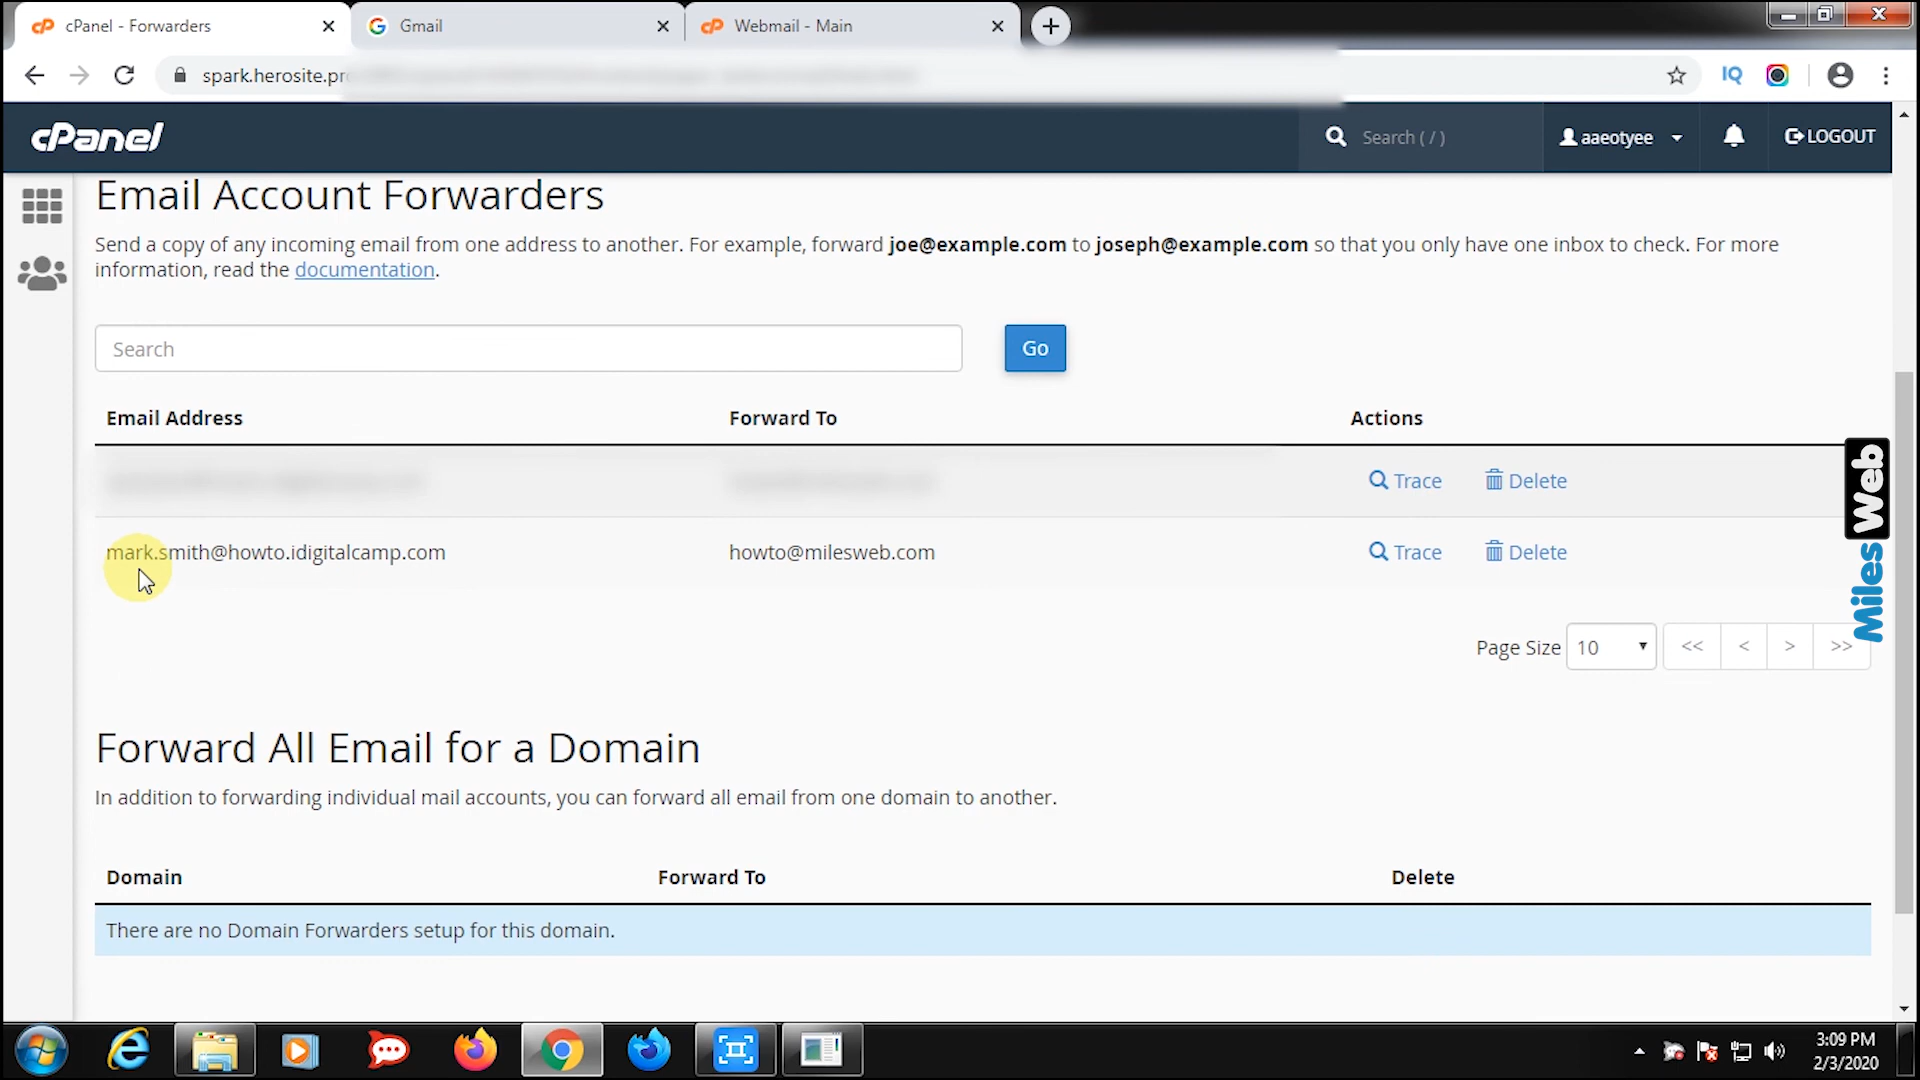 cPanel - Forwarders
Gmail
Webmail - Main
spark.herosite.pr
IQ
cPanel
Search ( / )
aaeotyee
LOGOUT
Email Account Forwarders
Send a copy of any incoming email from one address to another. For example, forward joe@example.com to joseph@example.com so that you only have one inbox to check. For more
information, read the documentation.
Search
Go
Email Address
Forward To
Actions
Trace
Delete
mark.smith@howto.idigitalcamp.com
howto@milesweb.com
Trace
Delete
MilesWeb
Page Size
10
<<
<
>
>>
Forward All Email for a Domain
In addition to forwarding individual mail accounts, you can forward all email from one domain to another.
Domain
Forward To
Delete
There are no Domain Forwarders setup for this domain.
3:09 PM
2/3/2020